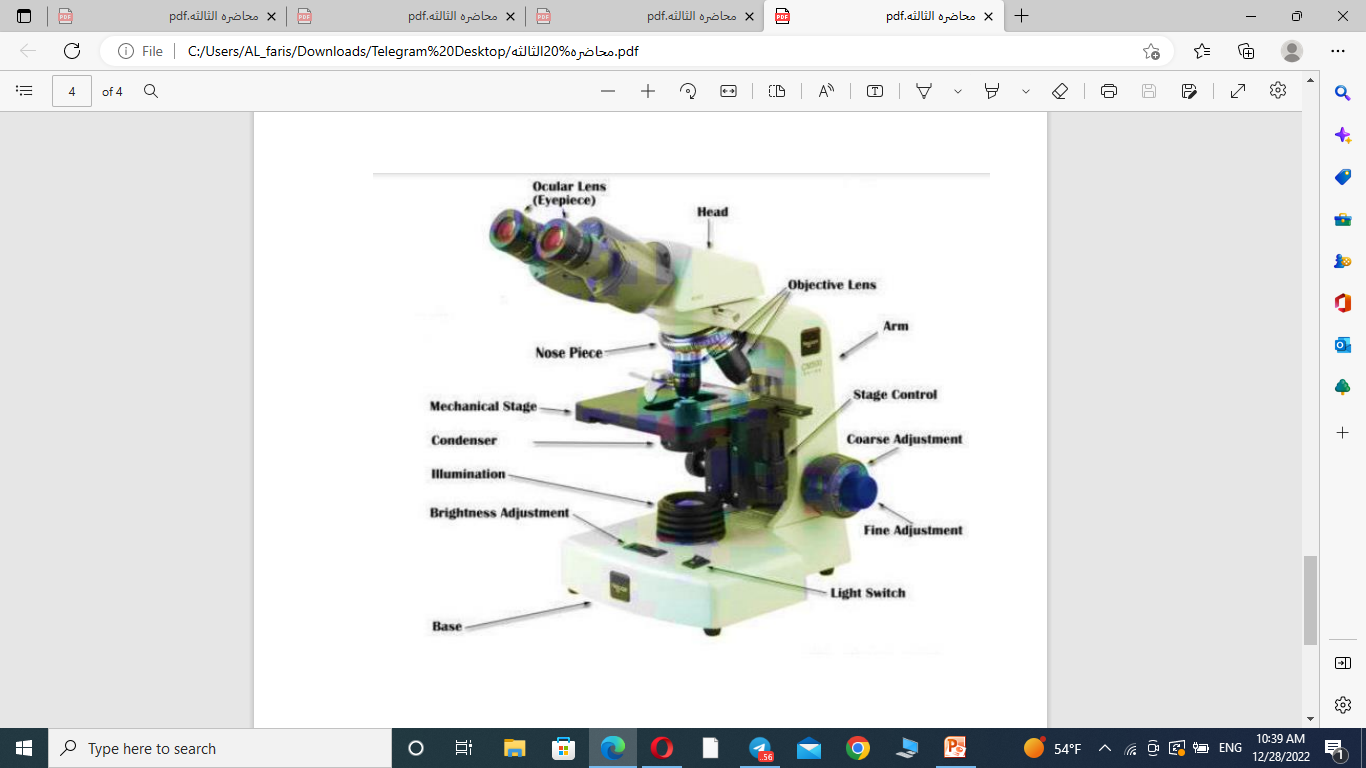 محاضره الثالثه.pdf
محاضره الثالثه.pdf
محاضره الثالثه.pdf
محاضره الثالثه.pdf
File
C:/Users/AL_faris/Downloads/Telegram%20Desktop/محاضره%20الثالثه.pdf
4 of 4
Ocular Lens
(Eyepiece)
Head
Objective Lens
Arm
Nose Piece
Stage Control
Mechanical Stage
Coarse Adjustment
Condenser
Illumination
Brightness Adjustment
Fine Adjustment
Light Switch
Base
Type here to search
.56
54°F
ENG
10:39 AM
12/28/2022
1